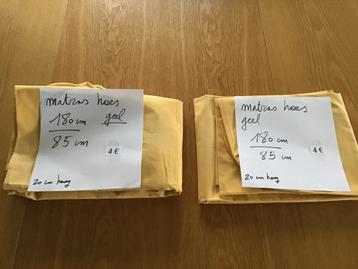 matras hoes
180 cm geel
85 cm
4 €
20 cm hoog
matras hoes
geel
180 cm
85 cm
4 €
20 cm hoog